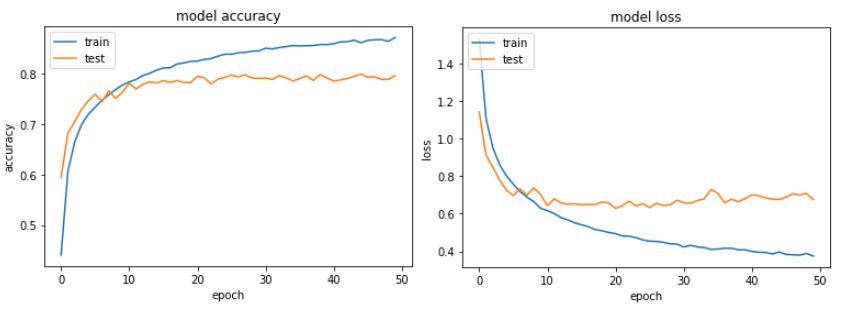 model accuracy
train
test
0.8
0.7
0.6
0.5
accuracy
0 10 20 30 40 50
epoch
model loss
train
test
1.4
1.2
1.0
0.8
0.6
0.4
loss
0 10 20 30 40 50
epoch